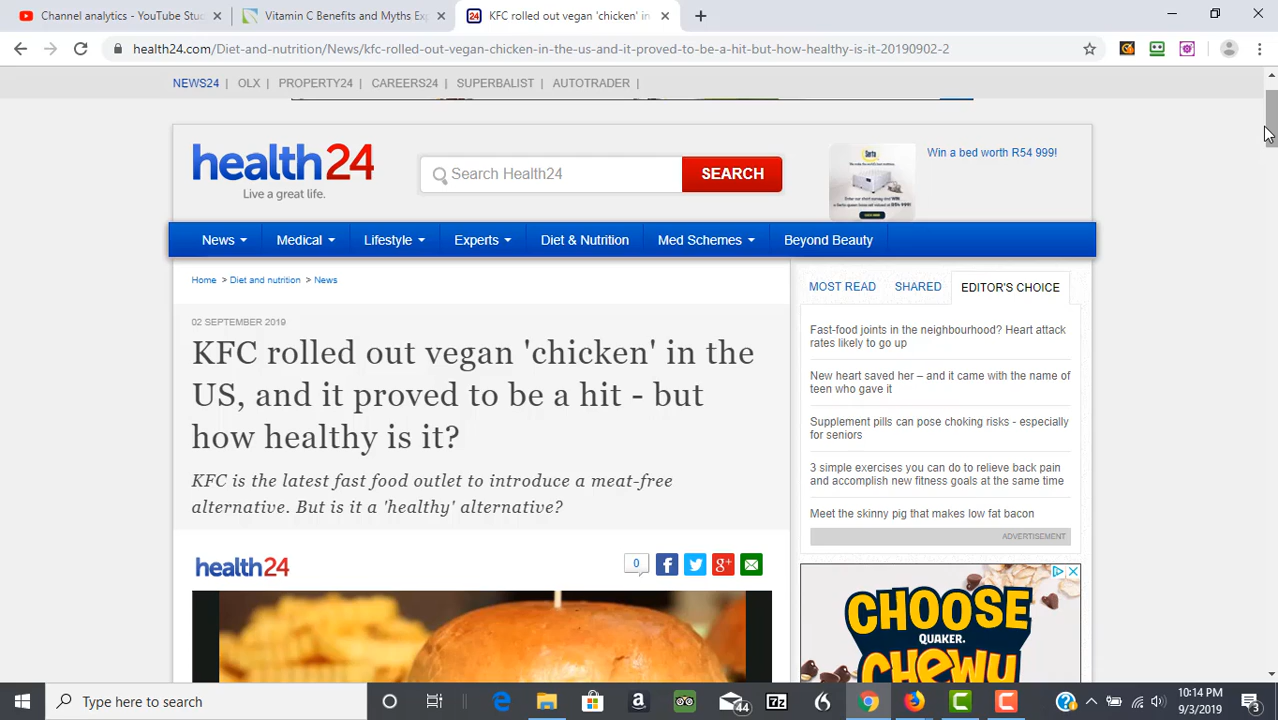 Channel analytics - YouTube Stu
Vitamin C Benefits and Myths Exp
KFC rolled out vegan 'chicken' in
health24.com/Diet-and-nutrition/News/kfc-rolled-out-vegan-chicken-in-the-us-and-it-proved-to-be-a-hit-but-how-healthy-is-it-20190902-2
NEWS24 | OLX | PROPERTY24 | CAREERS24 | SUPERBALIST | AUTOTRADER |
health24
Live a great life.
Search Health24
SEARCH
Serta
Win a bed worth R54 999!
News Medical Lifestyle Experts Diet & Nutrition Med Schemes Beyond Beauty
Home > Diet and nutrition > News
02 SEPTEMBER 2019
KFC rolled out vegan 'chicken' in the
US, and it proved to be a hit - but
how healthy is it?
KFC is the latest fast food outlet to introduce a meat-free
alternative. But is it a 'healthy' alternative?
health24
0
MOST READ SHARED EDITOR'S CHOICE
Fast-food joints in the neighbourhood? Heart attack
rates likely to go up
New heart saved her – and it came with the name of
teen who gave it
Supplement pills can pose choking risks - especially
for seniors
3 simple exercises you can do to relieve back pain
and accomplish new fitness goals at the same time
Meet the skinny pig that makes low fat bacon
ADVERTISEMENT
CHOOSE
QUAKER.
CHEWY
Type here to search
44
7z
10:14 PM
9/3/2019
3